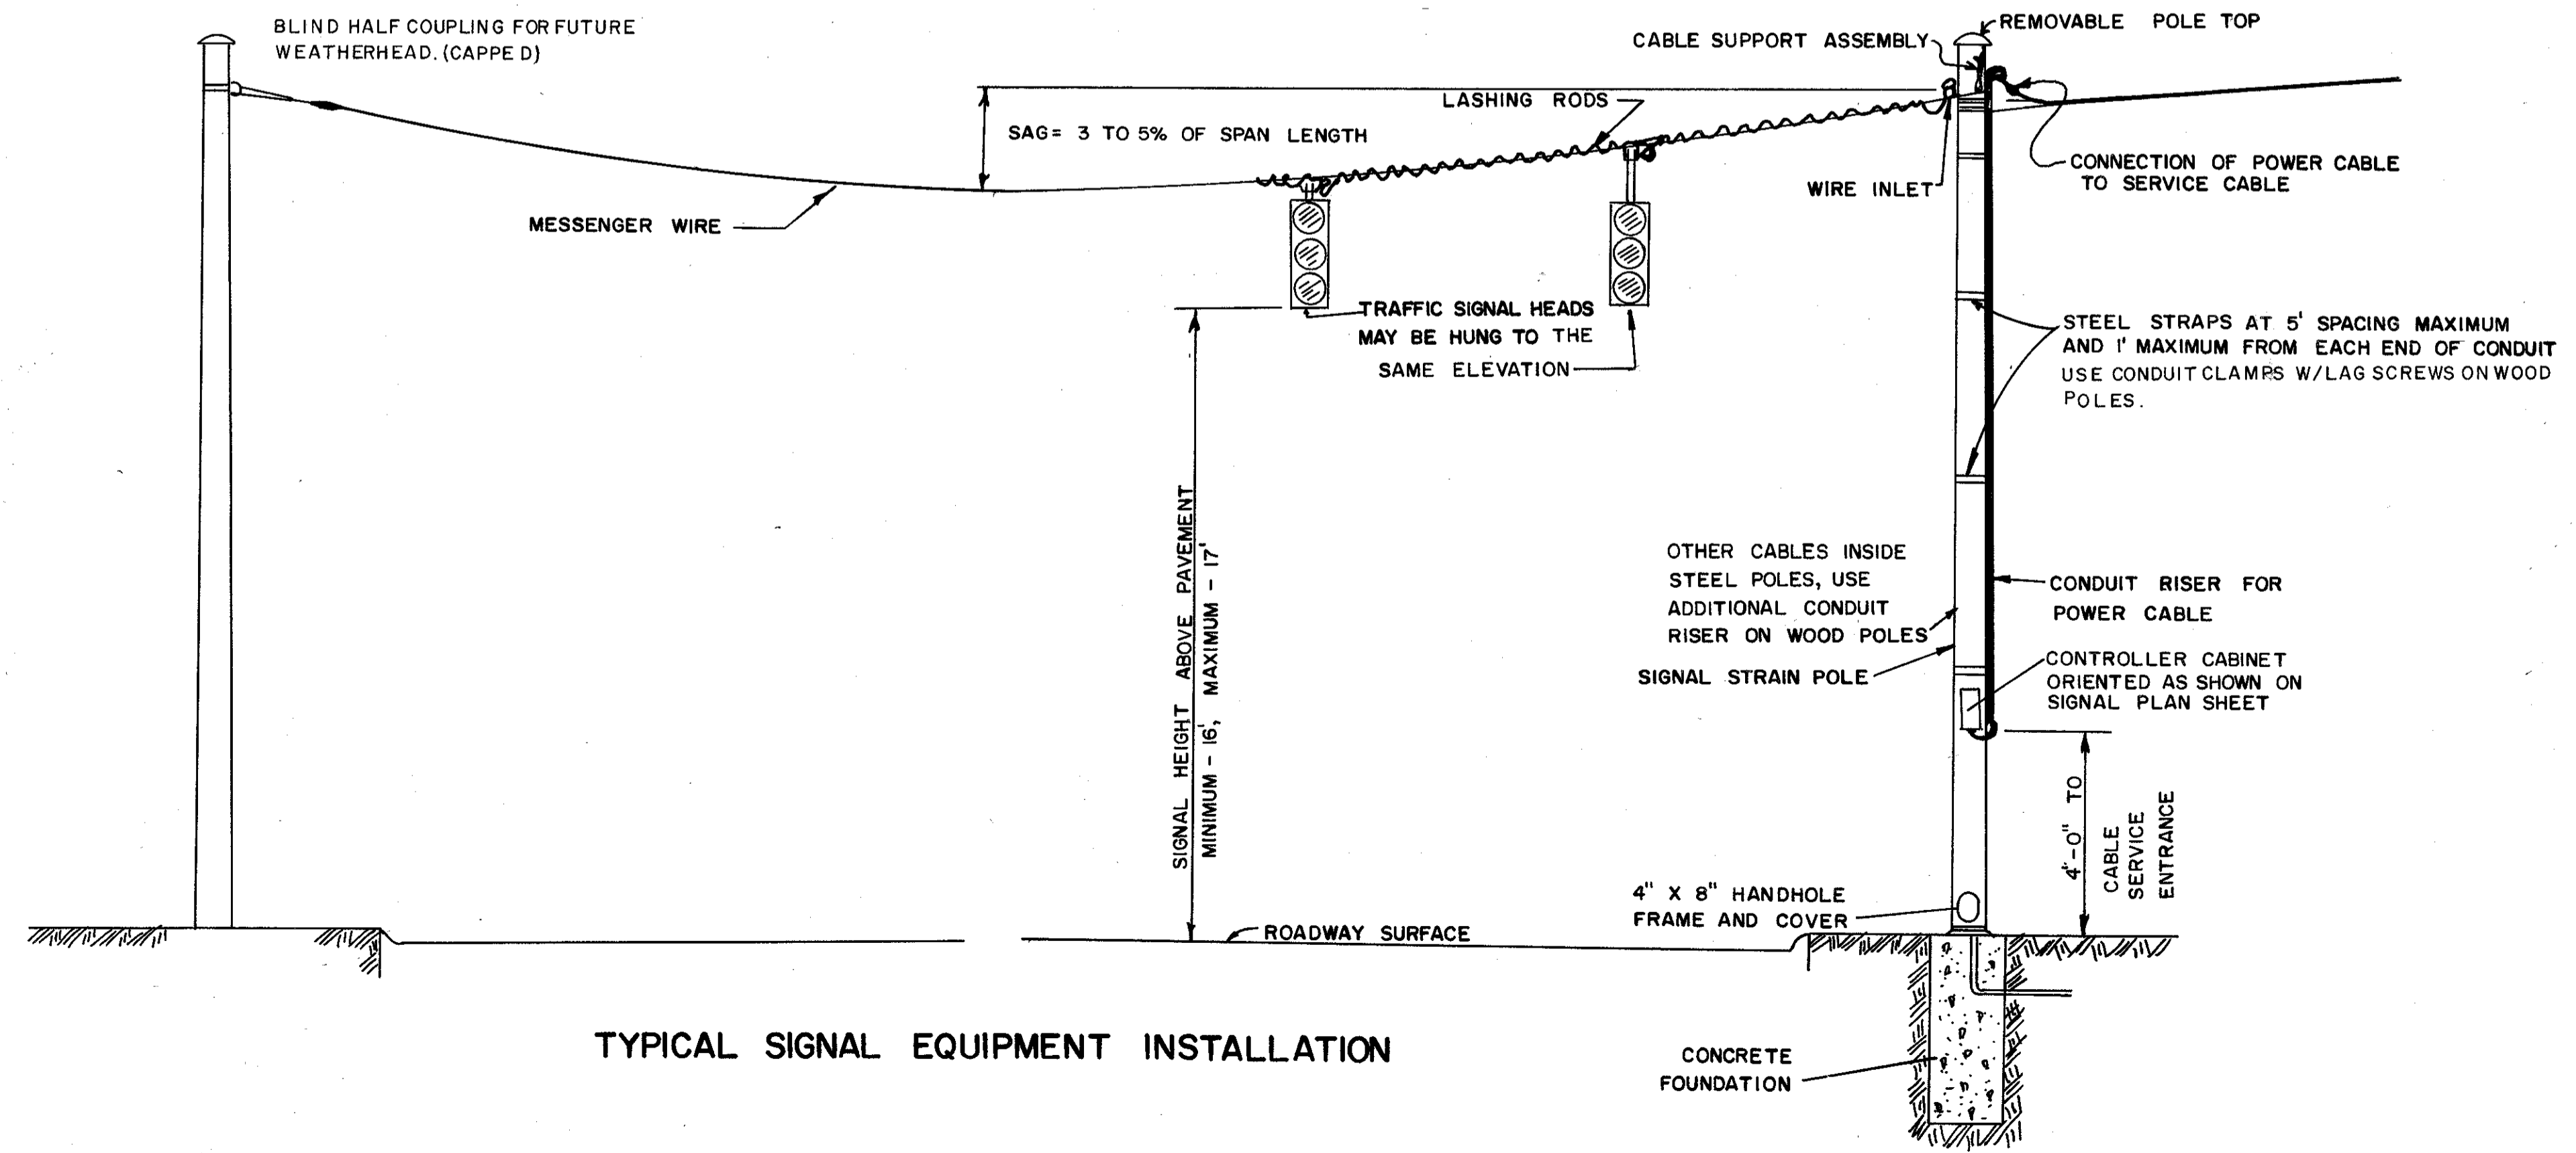 BLIND HALF COUPLING FOR FUTURE
WEATHERHEAD. (CAPPED)
REMOVABLE POLE TOP
CABLE SUPPORT ASSEMBLY
LASHING RODS
SAG = 3 TO 5% OF SPAN LENGTH
CONNECTION OF POWER CABLE
TO SERVICE CABLE
WIRE INLET
MESSENGER WIRE
TRAFFIC SIGNAL HEADS
MAY BE HUNG TO THE
SAME ELEVATION
STEEL STRAPS AT 5' SPACING MAXIMUM
AND 1' MAXIMUM FROM EACH END OF CONDUIT
USE CONDUIT CLAMPS W/LAG SCREWS ON WOOD
POLES.
SIGNAL HEIGHT ABOVE PAVEMENT
MINIMUM - 16', MAXIMUM - 17'
OTHER CABLES INSIDE
STEEL POLES, USE
ADDITIONAL CONDUIT
RISER ON WOOD POLES
SIGNAL STRAIN POLE
CONDUIT RISER FOR
POWER CABLE
CONTROLLER CABINET
ORIENTED AS SHOWN ON
SIGNAL PLAN SHEET
4'-0" TO
CABLE
SERVICE
ENTRANCE
4" X 8" HANDHOLE
FRAME AND COVER
ROADWAY SURFACE
TYPICAL SIGNAL EQUIPMENT INSTALLATION
CONCRETE
FOUNDATION